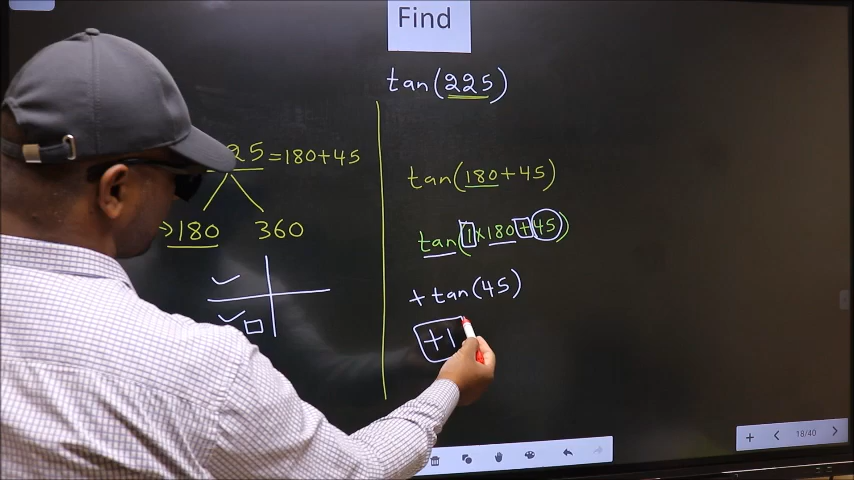 Find
tan(225)
25=180+45
→180 360
tan(180+45)
tan(1×180+45)
+tan(45)
+1
18/40